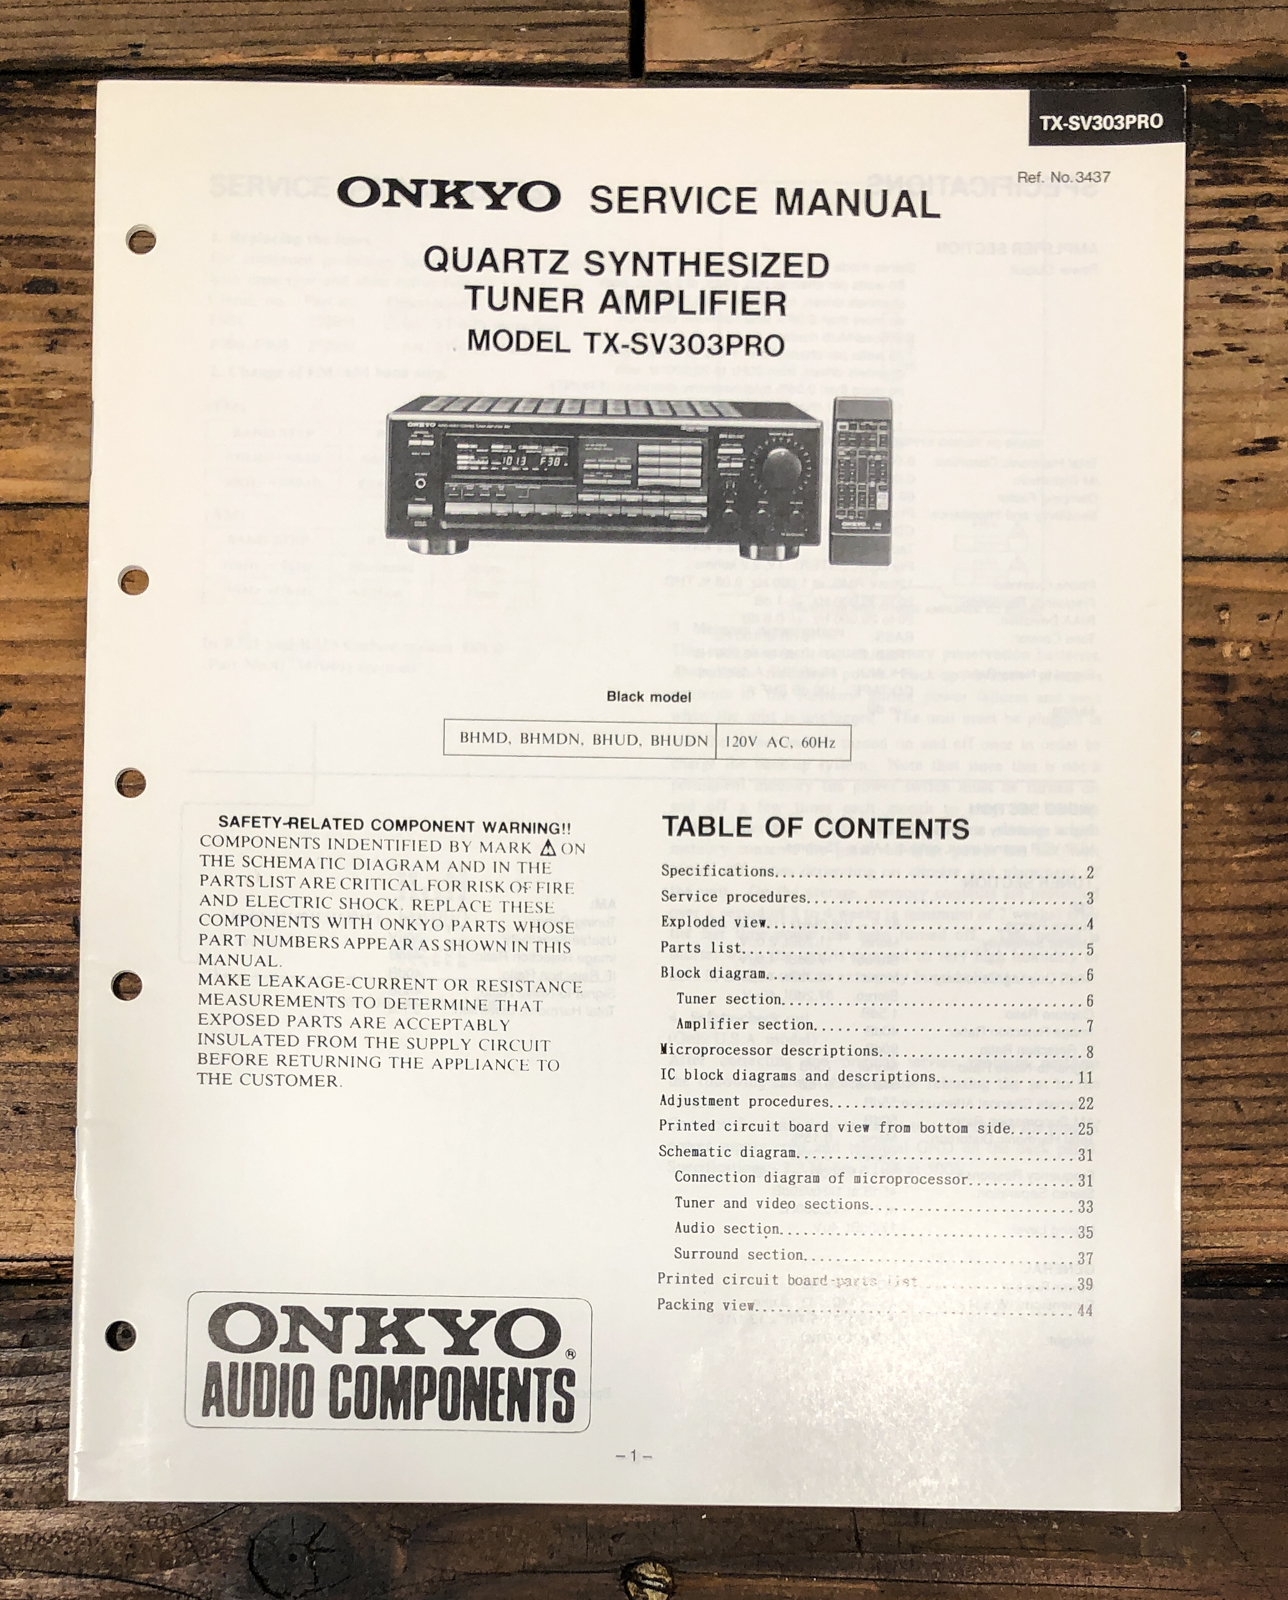 TX-SV303PRO
Ref. No. 3437
ONKYO SERVICE MANUAL
QUARTZ SYNTHESIZED
TUNER AMPLIFIER
MODEL TX-SV303PRO
ONKYO
1013 F38
ONKYO
Black model
BHMD, BHMDN, BHUD, BHUDN 120V AC, 60Hz
SAFETY-RELATED COMPONENT WARNING!!
COMPONENTS INDENTIFIED BY MARK ⚠ ON
THE SCHEMATIC DIAGRAM AND IN THE
PARTS LIST ARE CRITICAL FOR RISK OF FIRE
AND ELECTRIC SHOCK. REPLACE THESE
COMPONENTS WITH ONKYO PARTS WHOSE
PART NUMBERS APPEAR AS SHOWN IN THIS
MANUAL.
MAKE LEAKAGE-CURRENT OR RESISTANCE
MEASUREMENTS TO DETERMINE THAT
EXPOSED PARTS ARE ACCEPTABLY
INSULATED FROM THE SUPPLY CIRCUIT
BEFORE RETURNING THE APPLIANCE TO
THE CUSTOMER.
TABLE OF CONTENTS
Specifications........................................ 2
Service procedures.................................... 3
Exploded view......................................... 4
Parts list............................................ 5
Block diagram......................................... 6
Tuner section....................................... 6
Amplifier section................................... 7
Microprocessor descriptions........................... 8
IC block diagrams and descriptions.................. 11
Adjustment procedures................................ 22
Printed circuit board view from bottom side........ 25
Schematic diagram.................................... 31
Connection diagram of microprocessor.............. 31
Tuner and video sections........................... 33
Audio section...................................... 35
Surround section................................... 37
Printed circuit board-parts list..................... 39
Packing view......................................... 44
ONKYO®
AUDIO COMPONENTS
– 1 –